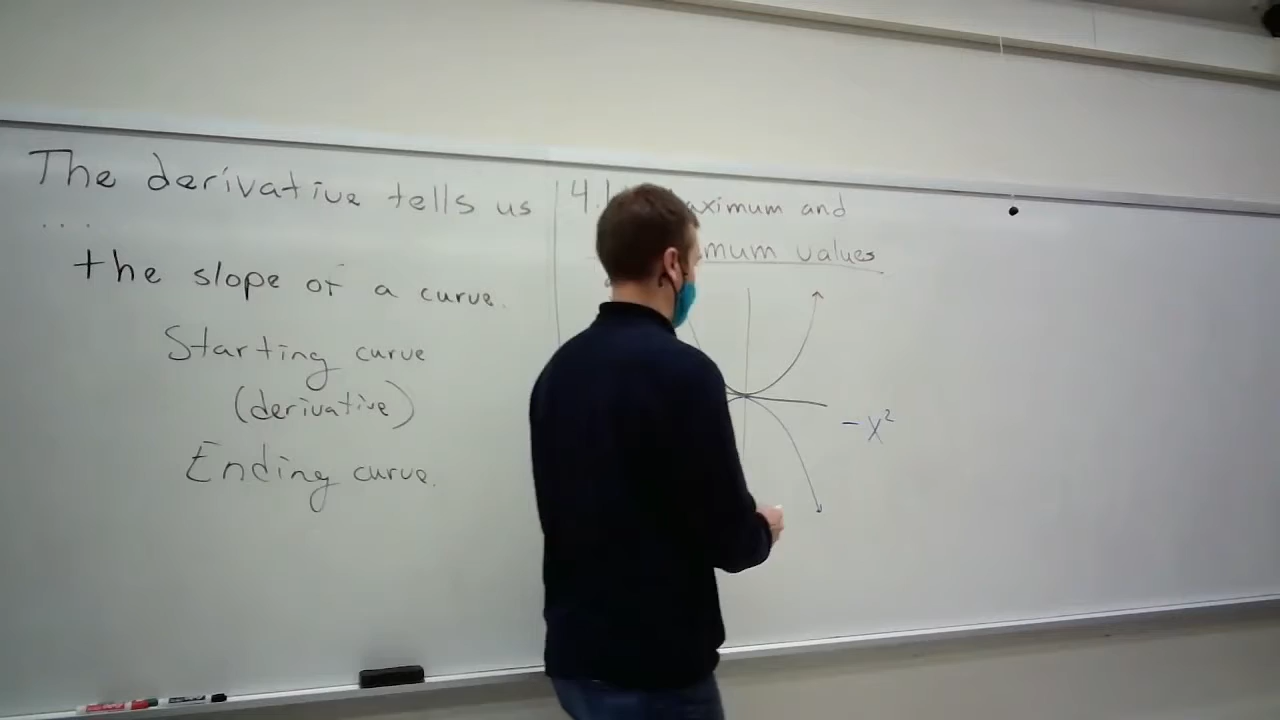 The derivative tells us
...
the slope of a curve.
Starting curve
(derivative)
Ending curve.
4.1 aximum and
mum values
-x²